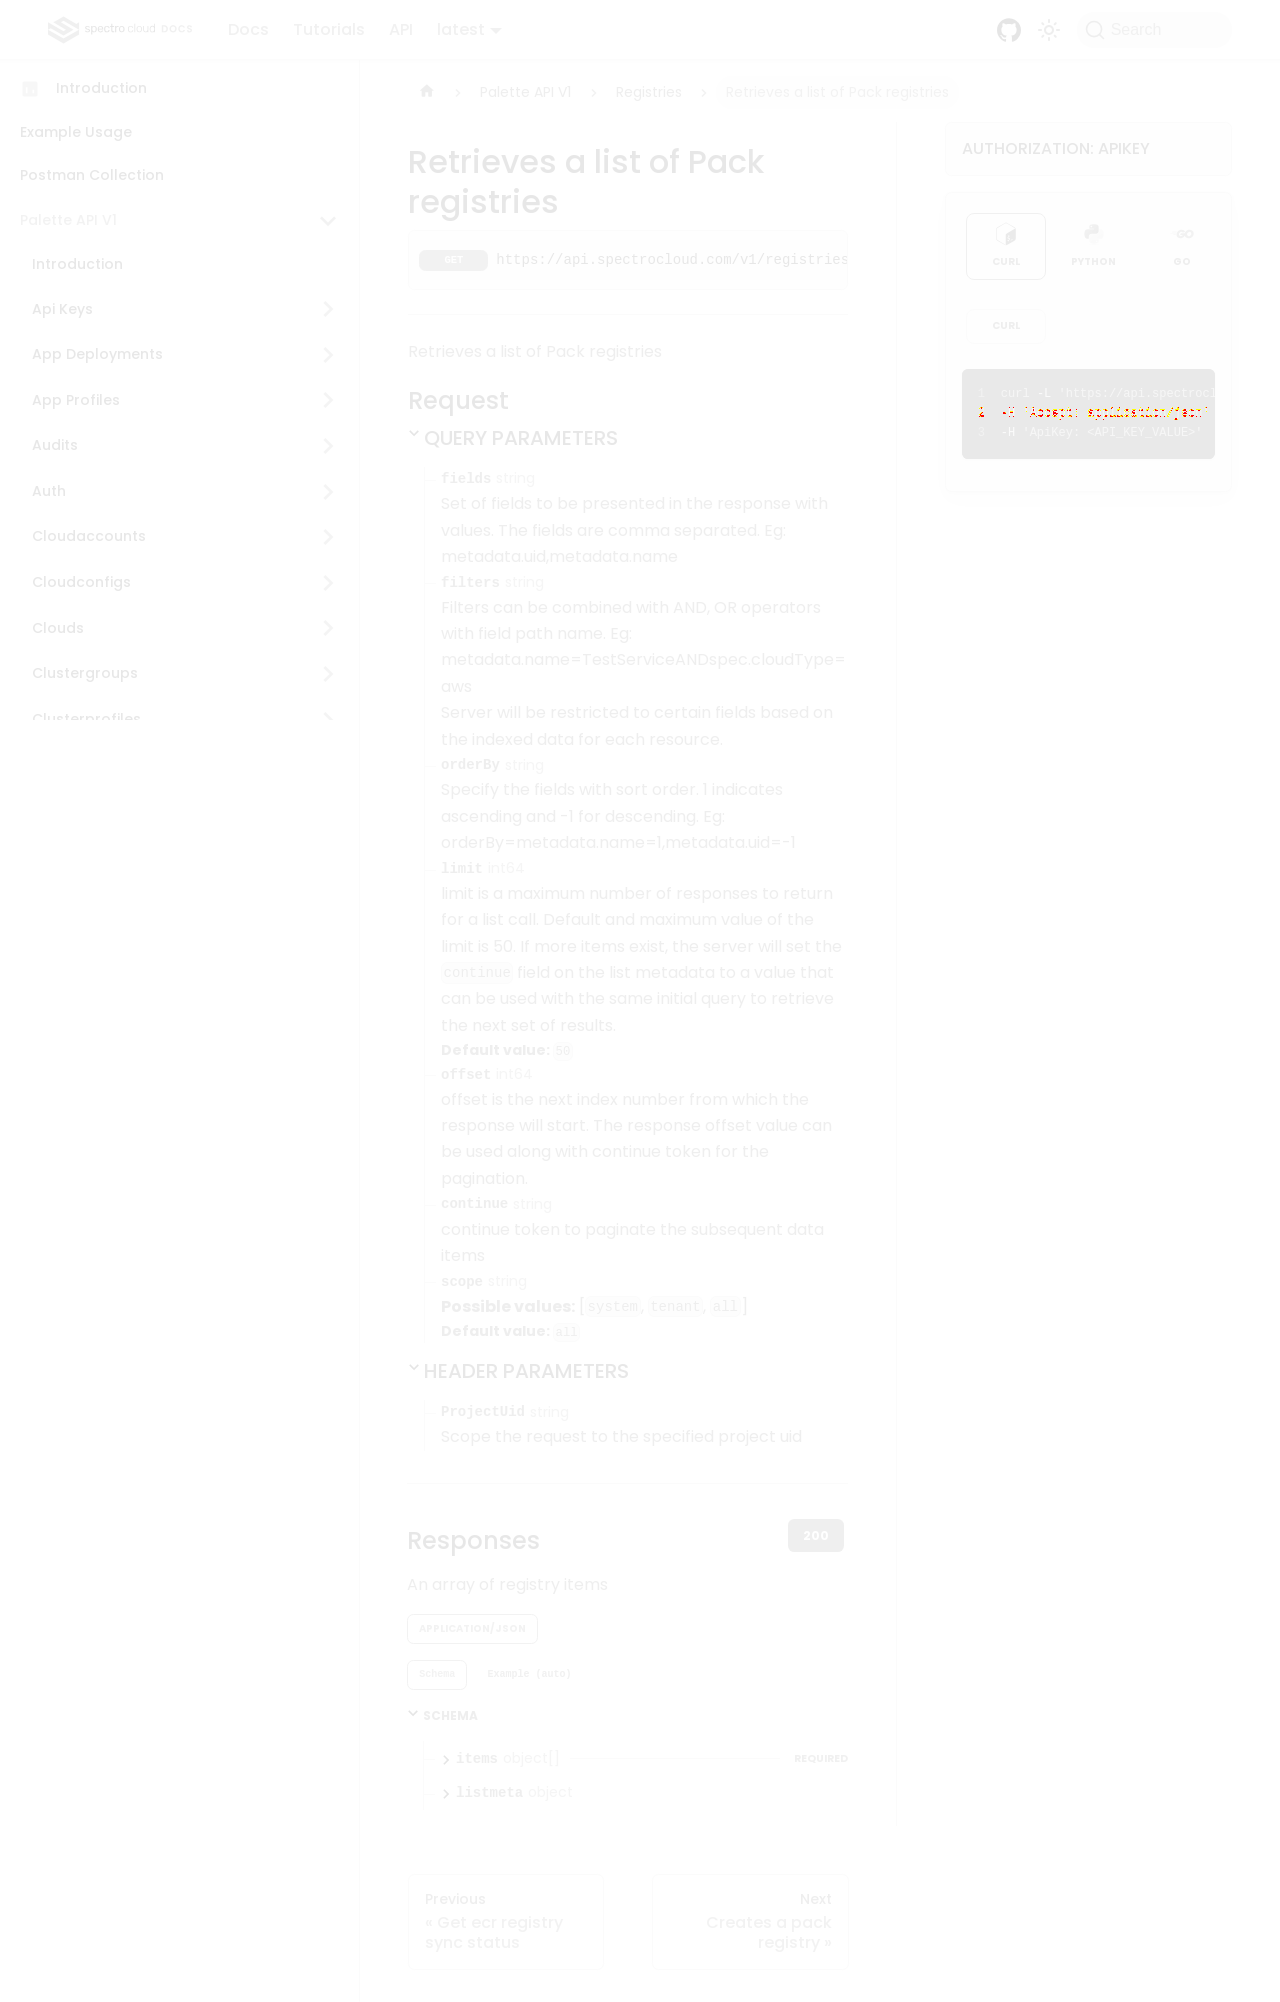 spectro cloud DOCS
Docs
Tutorials
API
latest
Search
Introduction
Example Usage
Postman Collection
Palette API V1
Introduction
Api Keys
App Deployments
App Profiles
Audits
Auth
Cloudaccounts
Cloudconfigs
Clouds
Clustergroups
Clusterprofiles
Palette API V1
Registries
Retrieves a list of Pack registries
Retrieves a list of Pack
registries
GET https://api.spectrocloud.com/v1/registries
Retrieves a list of Pack registries
Request
QUERY PARAMETERS
fields string
Set of fields to be presented in the response with
values. The fields are comma separated. Eg:
metadata.uid,metadata.name
filters string
Filters can be combined with AND, OR operators
with field path name. Eg:
metadata.name=TestServiceANDspec.cloudType=
aws
Server will be restricted to certain fields based on
the indexed data for each resource.
orderBy string
Specify the fields with sort order. 1 indicates
ascending and -1 for descending. Eg:
orderBy=metadata.name=1,metadata.uid=-1
limit int64
limit is a maximum number of responses to return
for a list call. Default and maximum value of the
limit is 50. If more items exist, the server will set the
continue field on the list metadata to a value that
can be used with the same initial query to retrieve
the next set of results.
Default value: 50
offset int64
offset is the next index number from which the
response will start. The response offset value can
be used along with continue token for the
pagination.
continue string
continue token to paginate the subsequent data
items
scope string
Possible values: [system, tenant, all]
Default value: all
HEADER PARAMETERS
ProjectUid string
Scope the request to the specified project uid
Responses
200
An array of registry items
APPLICATION/JSON
Schema
Example (auto)
SCHEMA
items object[]
REQUIRED
listmeta object
Previous
« Get ecr registry
sync status
Next
Creates a pack
registry »
AUTHORIZATION: APIKEY
CURL
PYTHON
GO
GO
CURL
1 curl -L 'https://api.spectrocl
2 -H 'Accept: application/json'
3 -H 'ApiKey: <API_KEY_VALUE>'